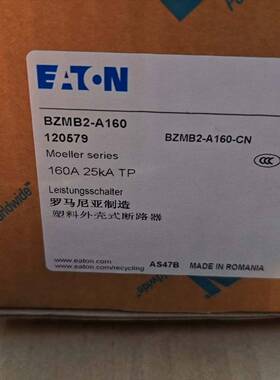 EATON
BZMB2-A160
120579
BZMB2-A160-CN
Moeller series
CCC
160A 25kA TP
Leistungsschalter
罗马尼亚制造
塑料外壳式断路器
www.eaton.com
www.eaton.com/recycling
AS47B
MADE IN ROMANIA